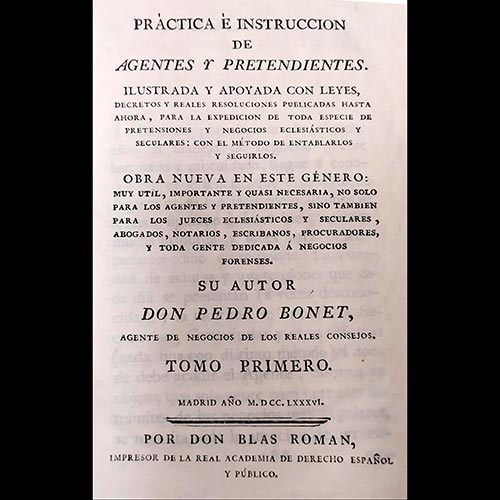 PRÁCTICA É INSTRUCCION
DE
AGENTES Y PRETENDIENTES.
ILUSTRADA Y APOYADA CON LEYES,
DECRETOS Y REALES RESOLUCIONES PUBLICADAS HASTA
AHORA, PARA LA EXPEDICION DE TODA ESPECIE DE
PRETENSIONES Y NEGOCIOS ECLESIÁSTICOS Y
SECULARES: CON EL MÉTODO DE ENTABLARLOS
Y SEGUIRLOS.
OBRA NUEVA EN ESTE GÉNERO:
MUY UTIL, IMPORTANTE Y QUASI NECESARIA, NO SOLO
PARA LOS AGENTES Y PRETENDIENTES, SINO TAMBIEN
PARA LOS JUECES ECLESIÁSTICOS Y SECULARES,
ABOGADOS, NOTARIOS, ESCRIBANOS, PROCURADORES,
Y TODA GENTE DEDICADA Á NEGOCIOS
FORENSES.
SU AUTOR
DON PEDRO BONET,
AGENTE DE NEGOCIOS DE LOS REALES CONSEJOS.
TOMO PRIMERO.
MADRID AÑO M.DCC.LXXXVI.
POR DON BLAS ROMAN,
IMPRESOR DE LA REAL ACADEMIA DE DERECHO ESPAÑOL
Y PÚBLICO.